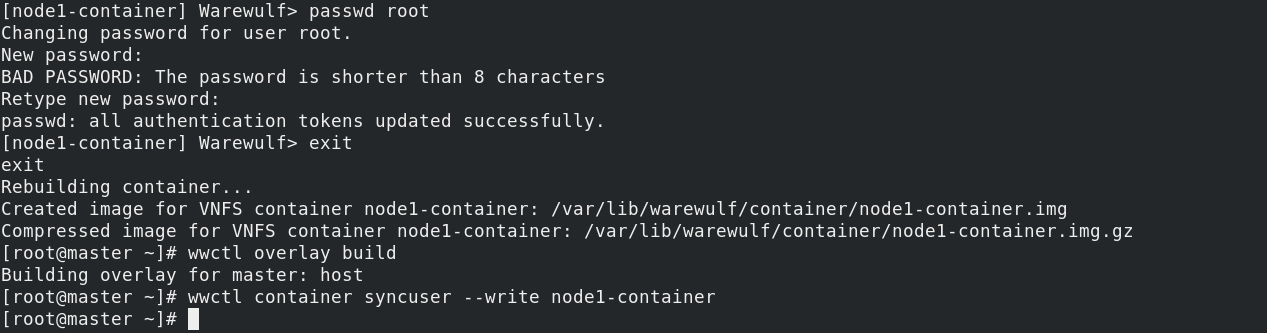 [node1-container] Warewulf> passwd root
Changing password for user root.
New password:
BAD PASSWORD: The password is shorter than 8 characters
Retype new password:
passwd: all authentication tokens updated successfully.
[node1-container] Warewulf> exit
exit
Rebuilding container...
Created image for VNFS container node1-container: /var/lib/warewulf/container/node1-container.img
Compressed image for VNFS container node1-container: /var/lib/warewulf/container/node1-container.img.gz
[root@master ~]# wwctl overlay build
Building overlay for master: host
[root@master ~]# wwctl container syncuser --write node1-container
[root@master ~]#